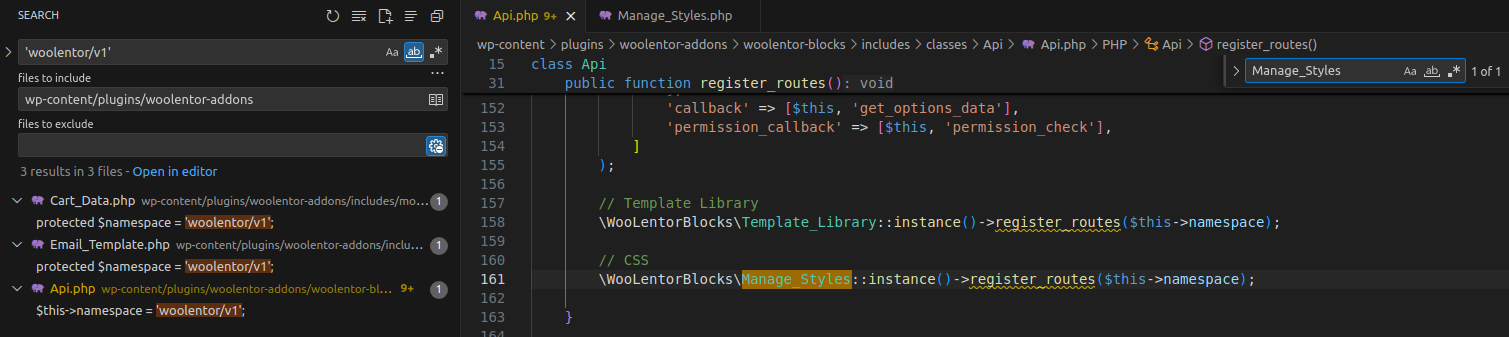 SEARCH
'woolentor/v1'
Aa
ab
files to include
wp-content/plugins/woolentor-addons
files to exclude
3 results in 3 files - Open in editor
Cart_Data.php wp-content/plugins/woolentor-addons/includes/mo... 1
protected $namespace = 'woolentor/v1';
Email_Template.php wp-content/plugins/woolentor-addons/inclu... 1
protected $namespace = 'woolentor/v1';
Api.php wp-content/plugins/woolentor-addons/woolentor-bl... 9+ 1
$this->namespace = 'woolentor/v1';
Api.php 9+ Manage_Styles.php
wp-content > plugins > woolentor-addons > woolentor-blocks > includes > classes > Api > Api.php > PHP > Api > register_routes()
15 class Api
31 public function register_routes(): void
Manage_Styles Aa ab 1 of 1
152 'callback' => [$this, 'get_options_data'],
153 'permission_callback' => [$this, 'permission_check'],
154 ]
155 );
156
157 // Template Library
158 \WooLentorBlocks\Template_Library::instance()->register_routes($this->namespace);
159
160 // CSS
161 \WooLentorBlocks\Manage_Styles::instance()->register_routes($this->namespace);
162
163 }
164